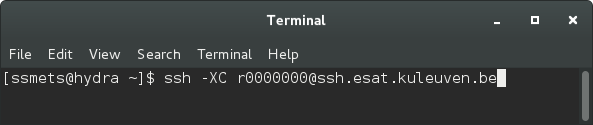 Terminal
File Edit View Search Terminal Help
[ssmets@hydra ~]$ ssh -XC r0000000@ssh.esat.kuleuven.be